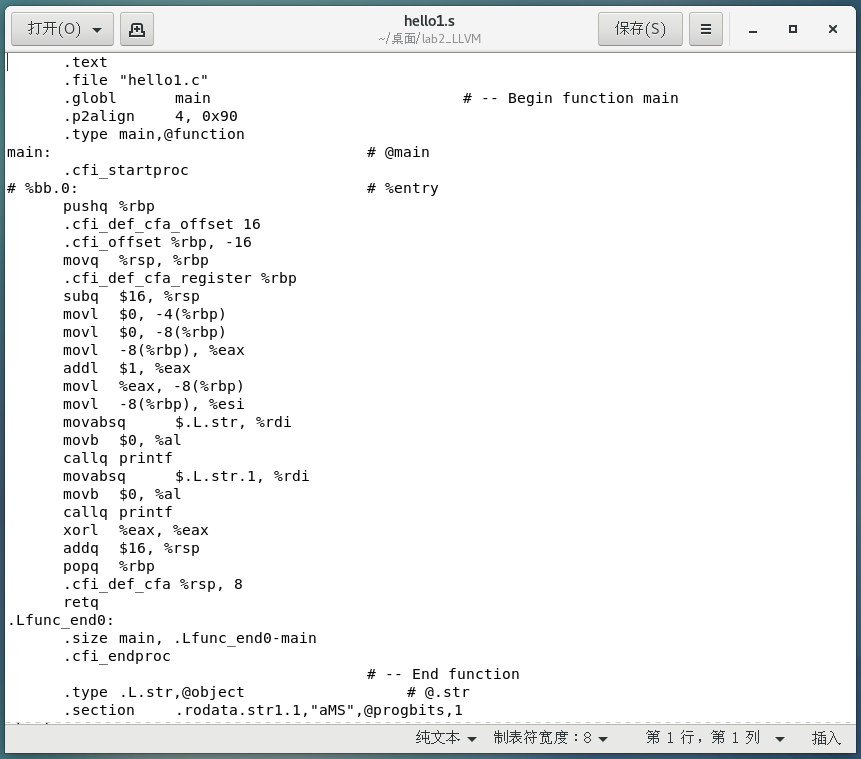 打开(O)
hello1.s
~/桌面/lab2_LLVM
保存(S)
.text
.file "hello1.c"
.globl main # -- Begin function main
.p2align 4, 0x90
.type main,@function
main: # @main
.cfi_startproc
# %bb.0: # %entry
pushq %rbp
.cfi_def_cfa_offset 16
.cfi_offset %rbp, -16
movq %rsp, %rbp
.cfi_def_cfa_register %rbp
subq $16, %rsp
movl $0, -4(%rbp)
movl $0, -8(%rbp)
movl -8(%rbp), %eax
addl $1, %eax
movl %eax, -8(%rbp)
movl -8(%rbp), %esi
movabsq $.L.str, %rdi
movb $0, %al
callq printf
movabsq $.L.str.1, %rdi
movb $0, %al
callq printf
xorl %eax, %eax
addq $16, %rsp
popq %rbp
.cfi_def_cfa %rsp, 8
retq
.Lfunc_end0:
.size main, .Lfunc_end0-main
.cfi_endproc
# -- End function
.type .L.str,@object # @.str
.section .rodata.str1.1,"aMS",@progbits,1
纯文本 制表符宽度：8 第 1 行，第 1 列 插入